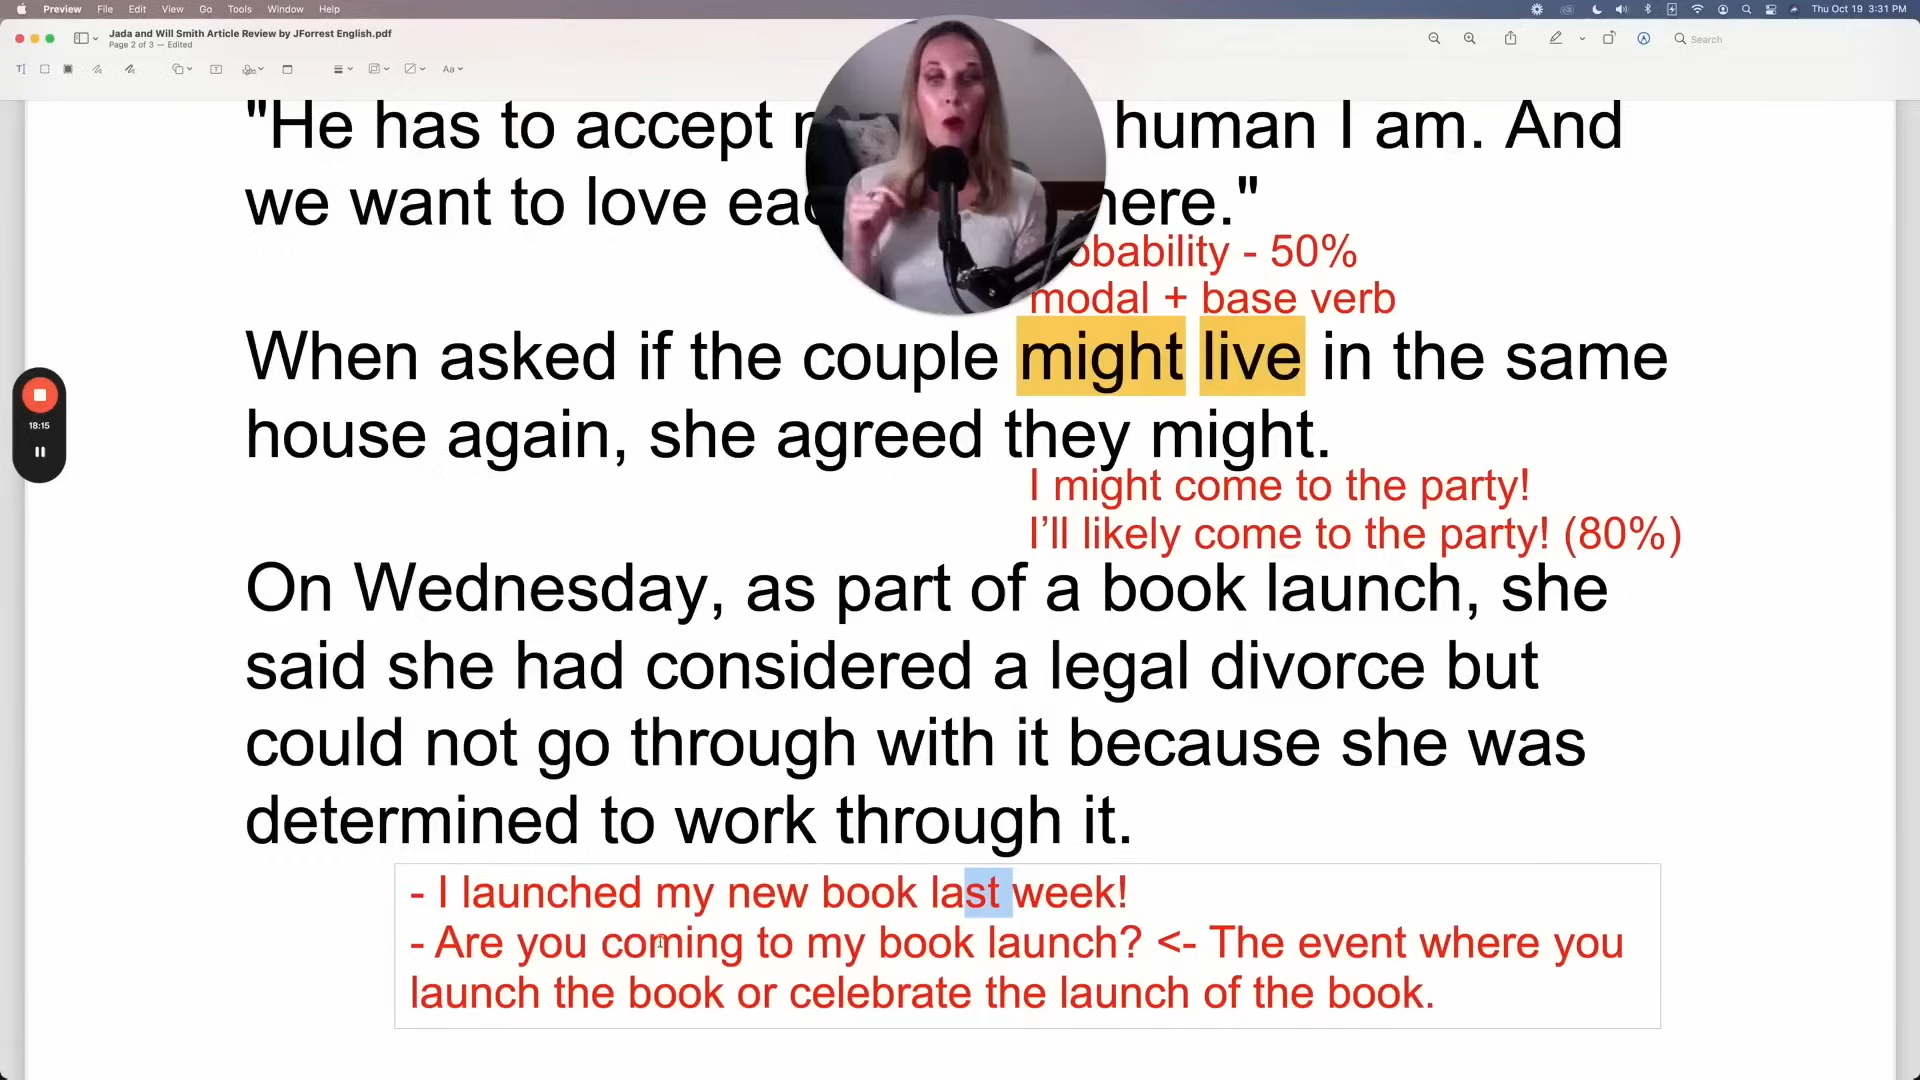 Preview File Edit View Go Tools Window Help
Thu Oct 19 3:31 PM
Jada and Will Smith Article Review by JForrest English.pdf
Page 2 of 3 — Edited
Search
Aa
"He has to accept human I am. And
we want to love here."
modal + base verb
- 50%
When asked if the couple might live in the same
house again, she agreed they might.
I might come to the party!
I'll likely come to the party! (80%)
On Wednesday, as part of a book launch, she
said she had considered a legal divorce but
could not go through with it because she was
determined to work through it.
- I launched my new book last week!
- Are you coming to my book launch? <- The event where you
launch the book or celebrate the launch of the book.
18:15